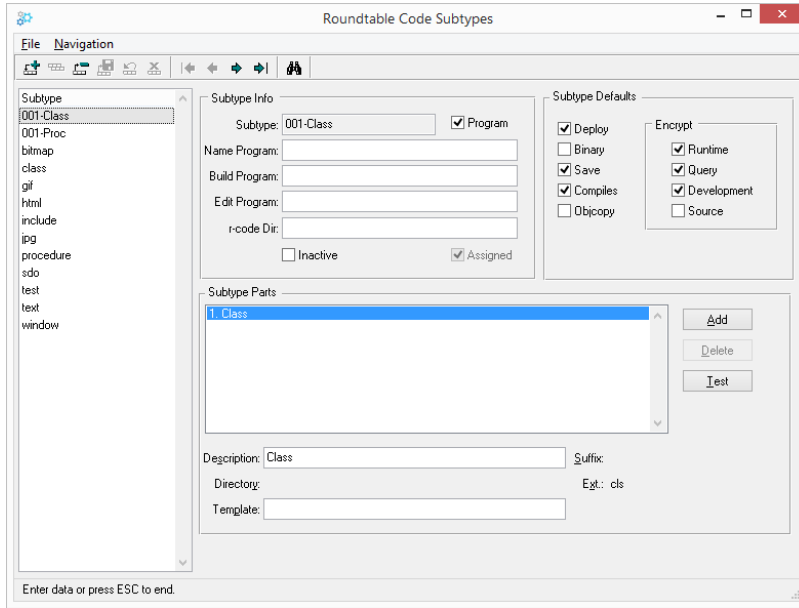 Roundtable Code Subtypes
File Navigation
Subtype
001-Class
001-Proc
bitmap
class
gif
html
include
jpg
procedure
sdo
test
text
window
Subtype Info
Subtype: 001-Class Program
Name Program:
Build Program:
Edit Program:
r-code Dir:
Inactive Assigned
Subtype Defaults
Deploy
Binary
Save
Compiles
Objcopy
Encrypt
Runtime
Query
Development
Source
Subtype Parts
1. Class
Add
Delete
Test
Description: Class Suffix:
Directory: Ext.: cls
Template:
Enter data or press ESC to end.